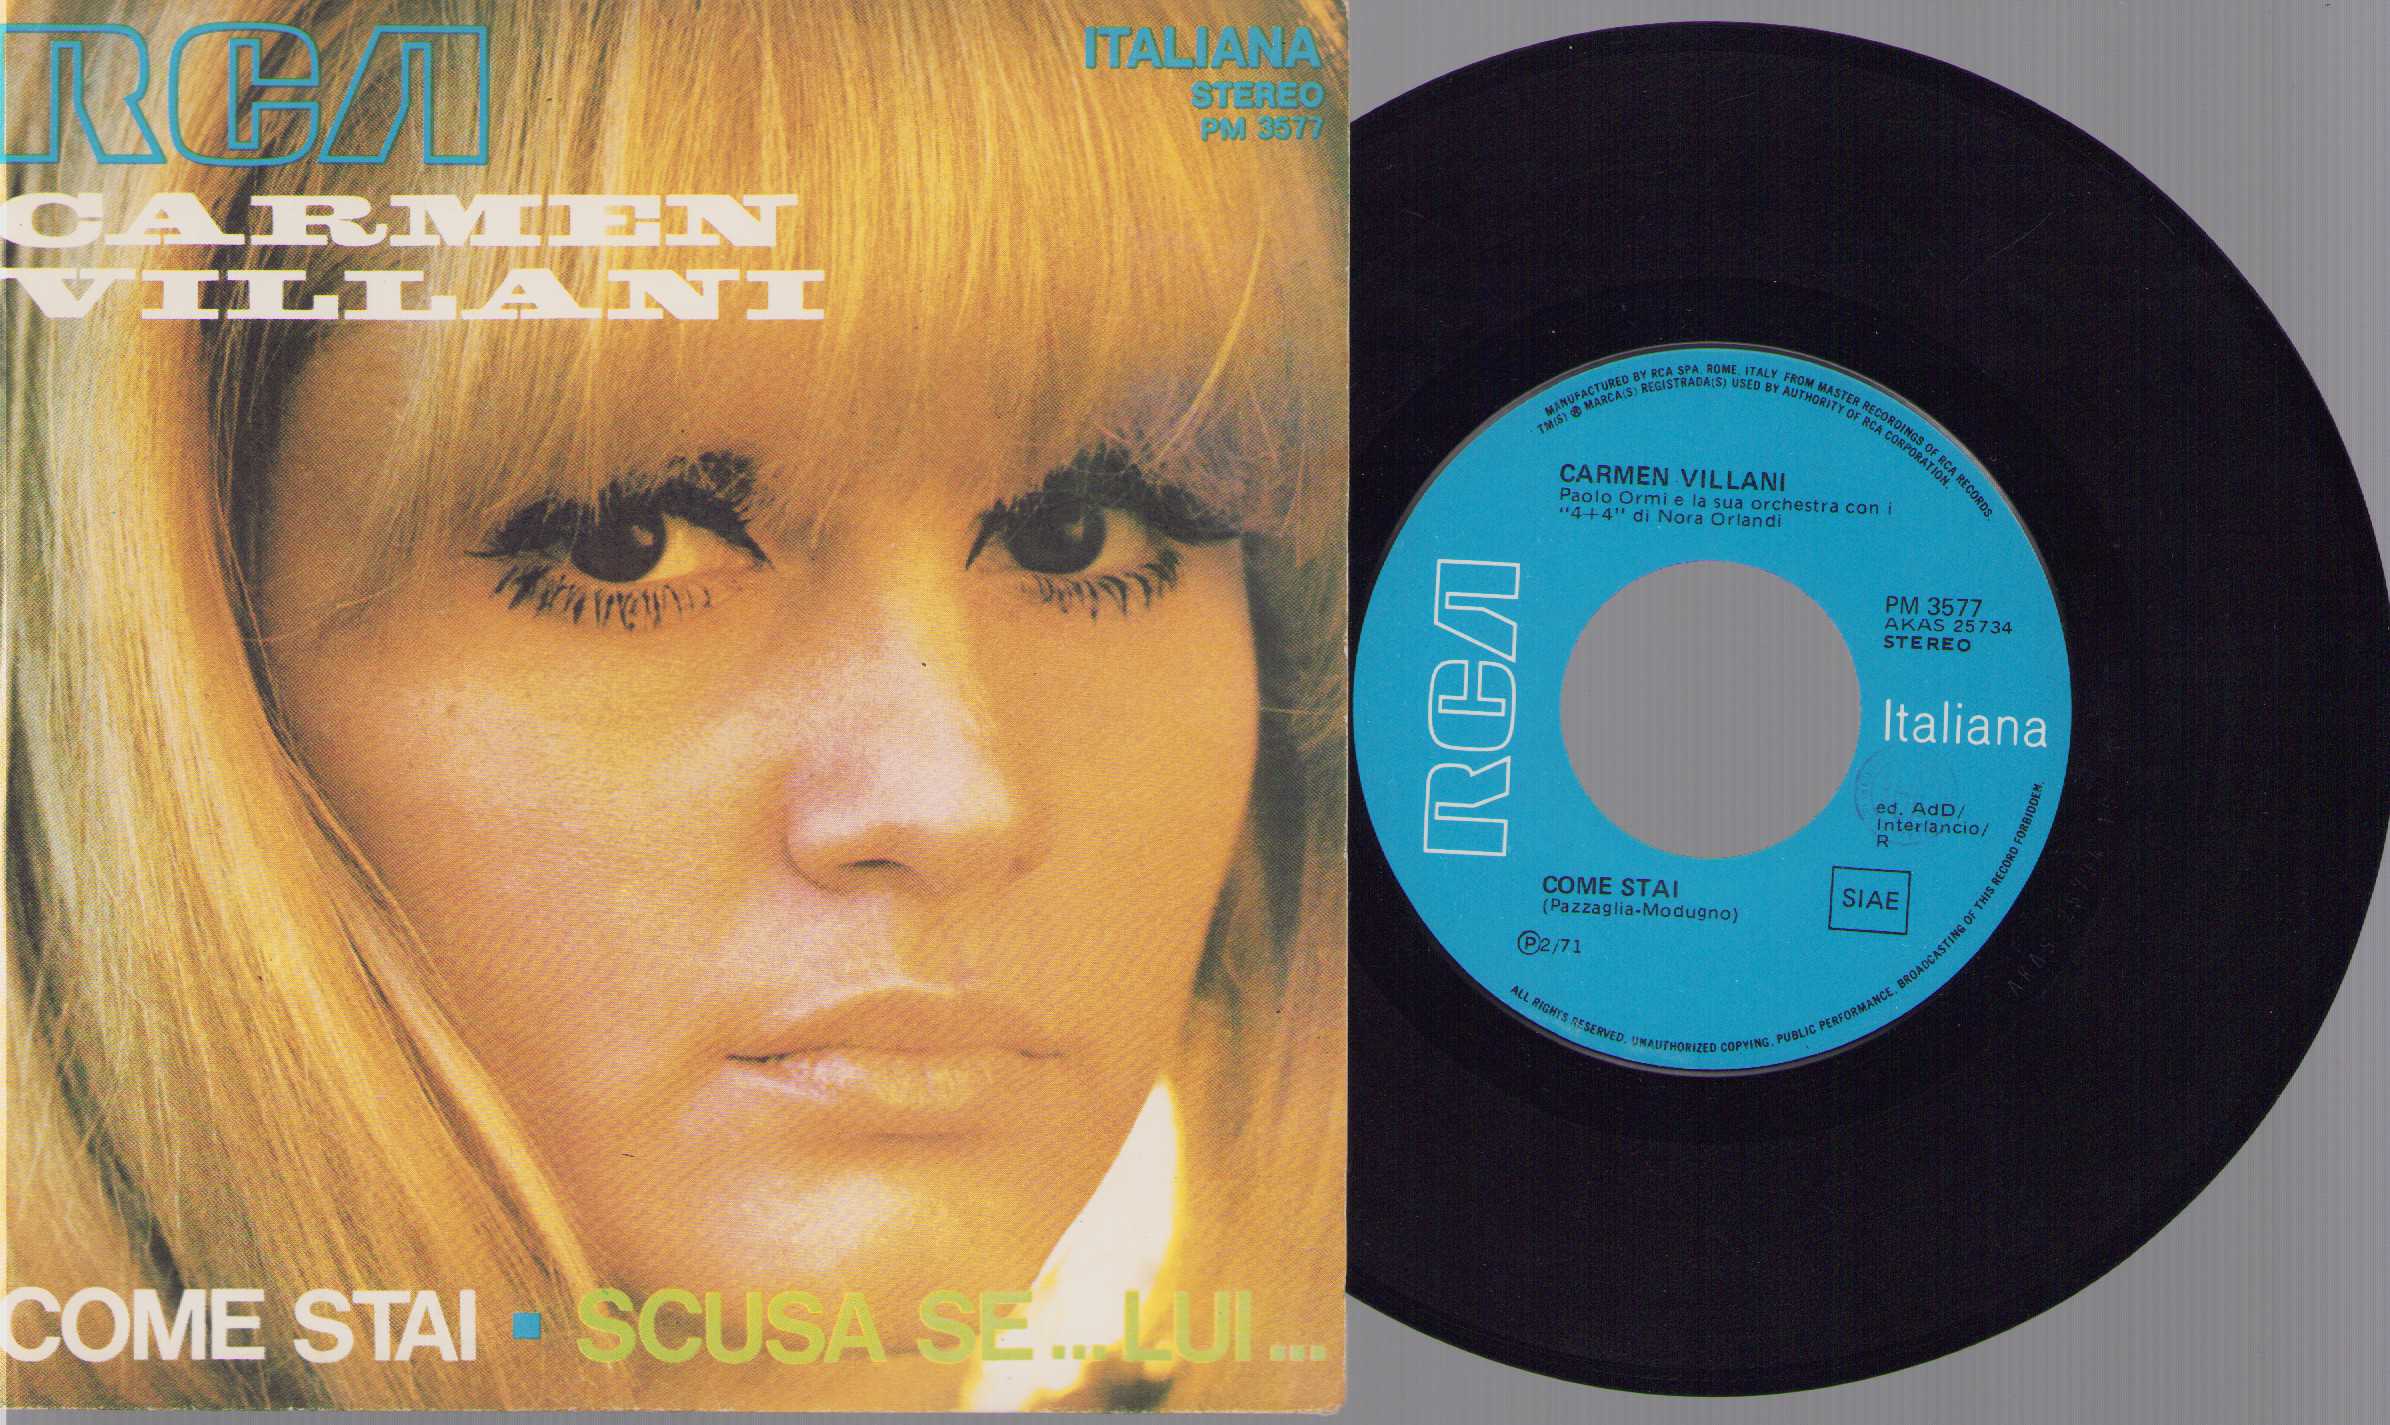 RCA
ITALIANA
STEREO
PM 3577
CARMEN
VILLANI
COME STAI ▪ SCUSA SE...LUI...
MANUFACTURED BY RCA SPA. ROME, ITALY FROM MASTER RECORDINGS OF RCA RECORDS.
TM(S) ® MARCA(S) REGISTRADA(S) USED BY AUTHORITY OF RCA CORPORATION.
CARMEN VILLANI
Paolo Ormi e la sua orchestra con i
"4+4" di Nora Orlandi
RCA
PM 3577
AKAS 25734
STEREO
Italiana
ed. AdD/
Interlancio/
R
SIAE
COME STAI
(Pazzaglia-Modugno)
Ⓟ2/71
ALL RIGHTS RESERVED. UNAUTHORIZED COPYING, PUBLIC PERFORMANCE, BROADCASTING OF THIS RECORD FORBIDDEN.